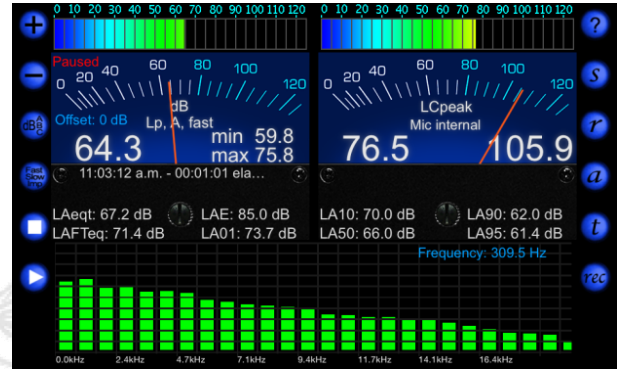 0 10 20 30 40 50 60 70 80 90 100 110 120
0 10 20 30 40 50 60 70 80 90 100 110 120
+
?
Paused
0 20 40 60 80 100 120
0 20 40 60 80 100 120
−
s
dB
LCpeak
Offset: 0 dB
Lp, A, fast
Mic internal
r
64.3
min 59.8
max 75.8
76.5
105.9
Fast
Slow
Imp
11:03:12 a.m. - 00:01:01 ela…
a
LAeqt: 67.2 dB
LAE: 85.0 dB
LA10: 70.0 dB
LA90: 62.0 dB
t
LAFTeq: 71.4 dB
LA01: 73.7 dB
LA50: 66.0 dB
LA95: 61.4 dB
Frequency: 309.5 Hz
rec
0.0kHz 2.4kHz 4.7kHz 7.1kHz 9.4kHz 11.7kHz 14.1kHz 16.4kHz